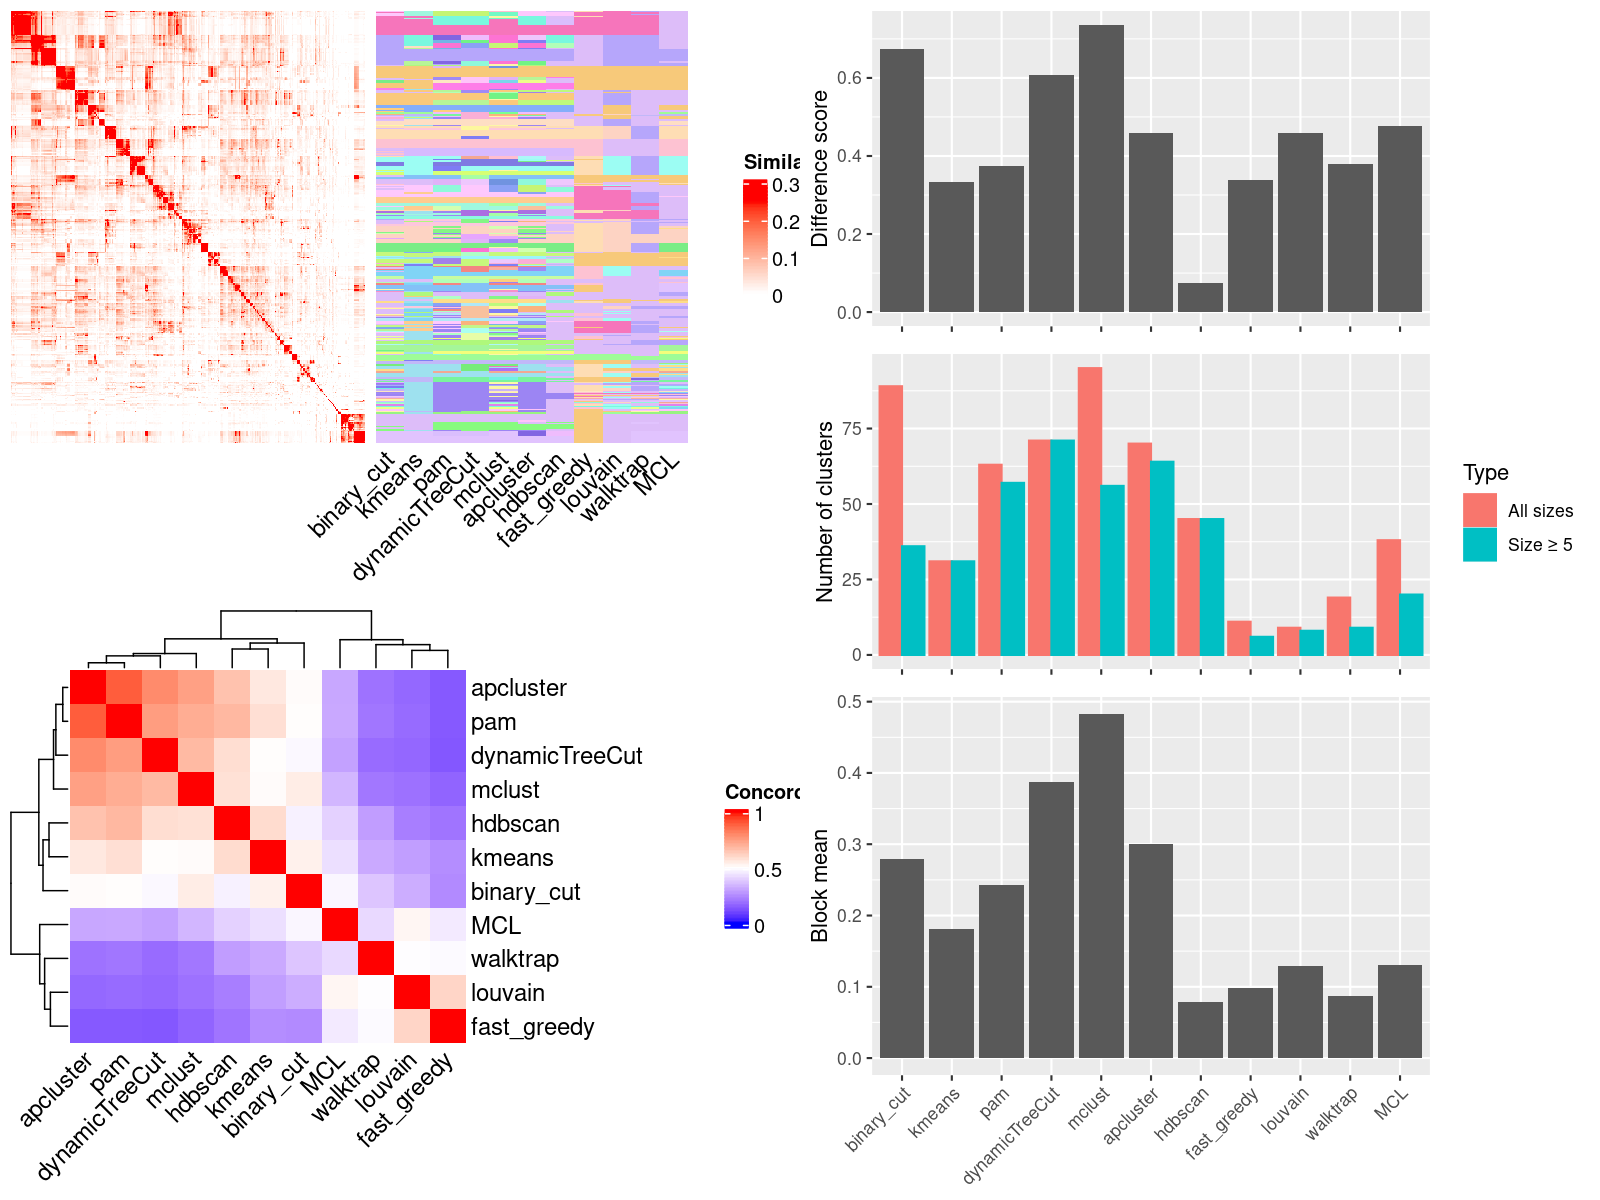 Simila
0.3
0.2
0.1
0
binary_cut
kmeans
pam
dynamicTreeCut
mclust
apcluster
hdbscan
fast_greedy
louvain
walktrap
MCL
apcluster
pam
dynamicTreeCut
mclust
hdbscan
kmeans
binary_cut
MCL
walktrap
louvain
fast_greedy
apcluster
pam
dynamicTreeCut
mclust
hdbscan
kmeans
binary_cut
MCL
walktrap
louvain
fast_greedy
Concord
1
0.5
0
Difference score
0.6
0.4
0.2
0.0
Number of clusters
75
50
25
0
Type
All sizes
Size ≥ 5
Block mean
0.5
0.4
0.3
0.2
0.1
0.0
binary_cut
kmeans
pam
dynamicTreeCut
mclust
apcluster
hdbscan
fast_greedy
louvain
walktrap
MCL